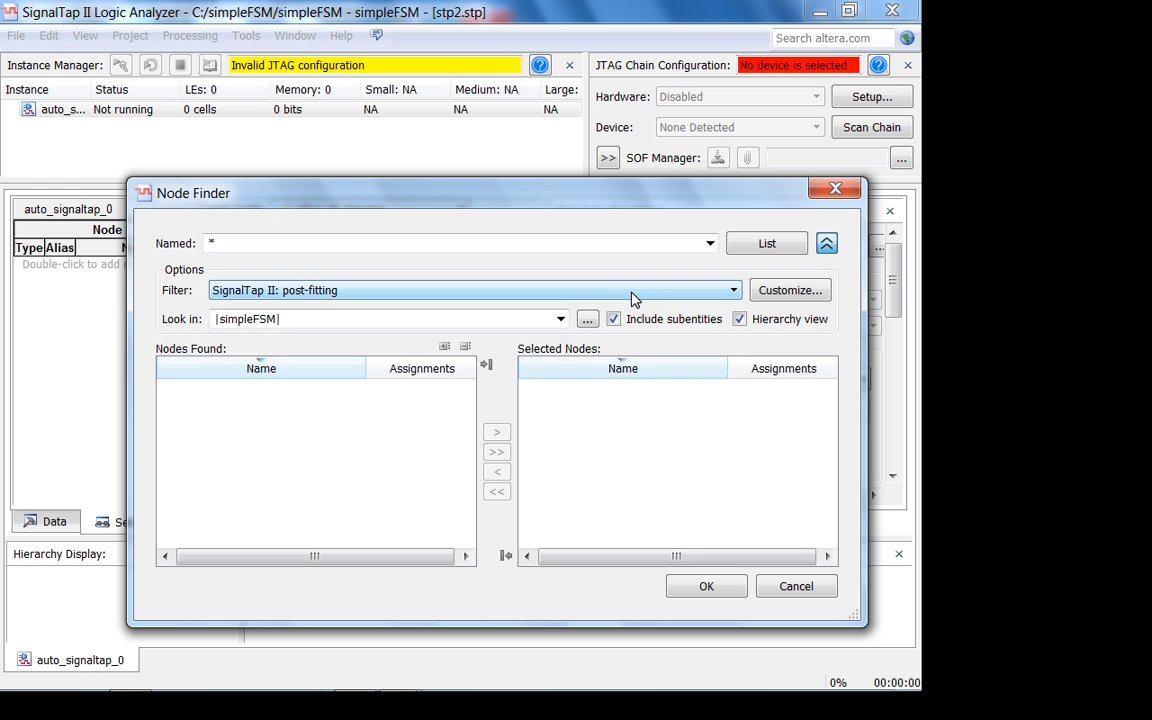 SignalTap II Logic Analyzer - C:/simpleFSM/simpleFSM - simpleFSM - [stp2.stp]
File Edit View Project Processing Tools Window Help
Search altera.com
Instance Manager: Invalid JTAG configuration
JTAG Chain Configuration: No device is selected
Instance Status LEs: 0 Memory: 0 Small: NA Medium: NA Large:
auto_s... Not running 0 cells 0 bits NA NA NA
Hardware: Disabled Setup...
Device: None Detected Scan Chain
>> SOF Manager: ...
Node Finder
auto_signaltap_0
Node
Type Alias N
Double-click to add
Named: * List
Options
Filter: SignalTap II: post-fitting Customize...
Look in: |simpleFSM| ... Include subentities Hierarchy view
Nodes Found: Selected Nodes:
Name Assignments Name Assignments
>
>>
<
<<
Data Se
Hierarchy Display:
OK Cancel
auto_signaltap_0
0% 00:00:00